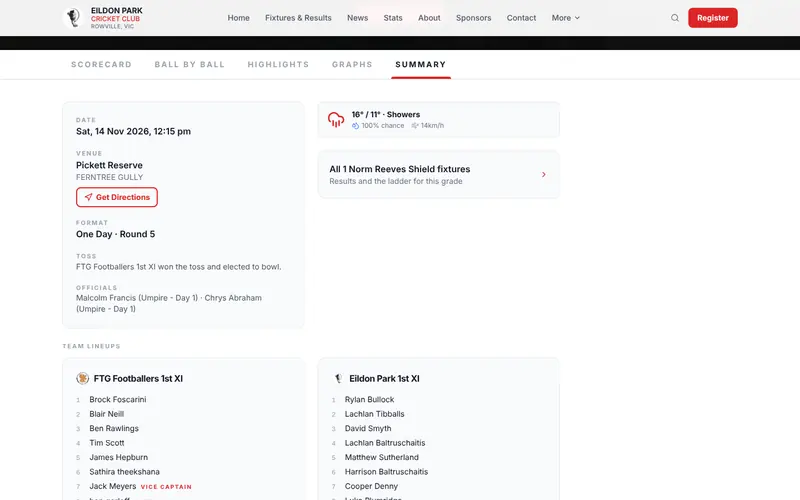 EILDON PARK
CRICKET CLUB
ROWVILLE, VIC
Home
Fixtures & Results
News
Stats
About
Sponsors
Contact
More
Register
SCORECARD
BALL BY BALL
HIGHLIGHTS
GRAPHS
SUMMARY
DATE
Sat, 14 Nov 2026, 12:15 pm
VENUE
Pickett Reserve
FERNTREE GULLY
Get Directions
FORMAT
One Day · Round 5
TOSS
FTG Footballers 1st XI won the toss and elected to bowl.
OFFICIALS
Malcolm Francis (Umpire - Day 1) · Chrys Abraham
(Umpire - Day 1)
16° / 11° · Showers
100% chance
14km/h
All 1 Norm Reeves Shield fixtures
Results and the ladder for this grade
TEAM LINEUPS
FTG Footballers 1st XI
1 Brock Foscarini
2 Blair Neill
3 Ben Rawlings
4 Tim Scott
5 James Hepburn
6 Sathira theekshana
7 Jack Meyers VICE CAPTAIN
Eildon Park 1st XI
1 Rylan Bullock
2 Lachlan Tibballs
3 David Smyth
4 Lachlan Baltruschaitis
5 Matthew Sutherland
6 Harrison Baltruschaitis
7 Cooper Denny